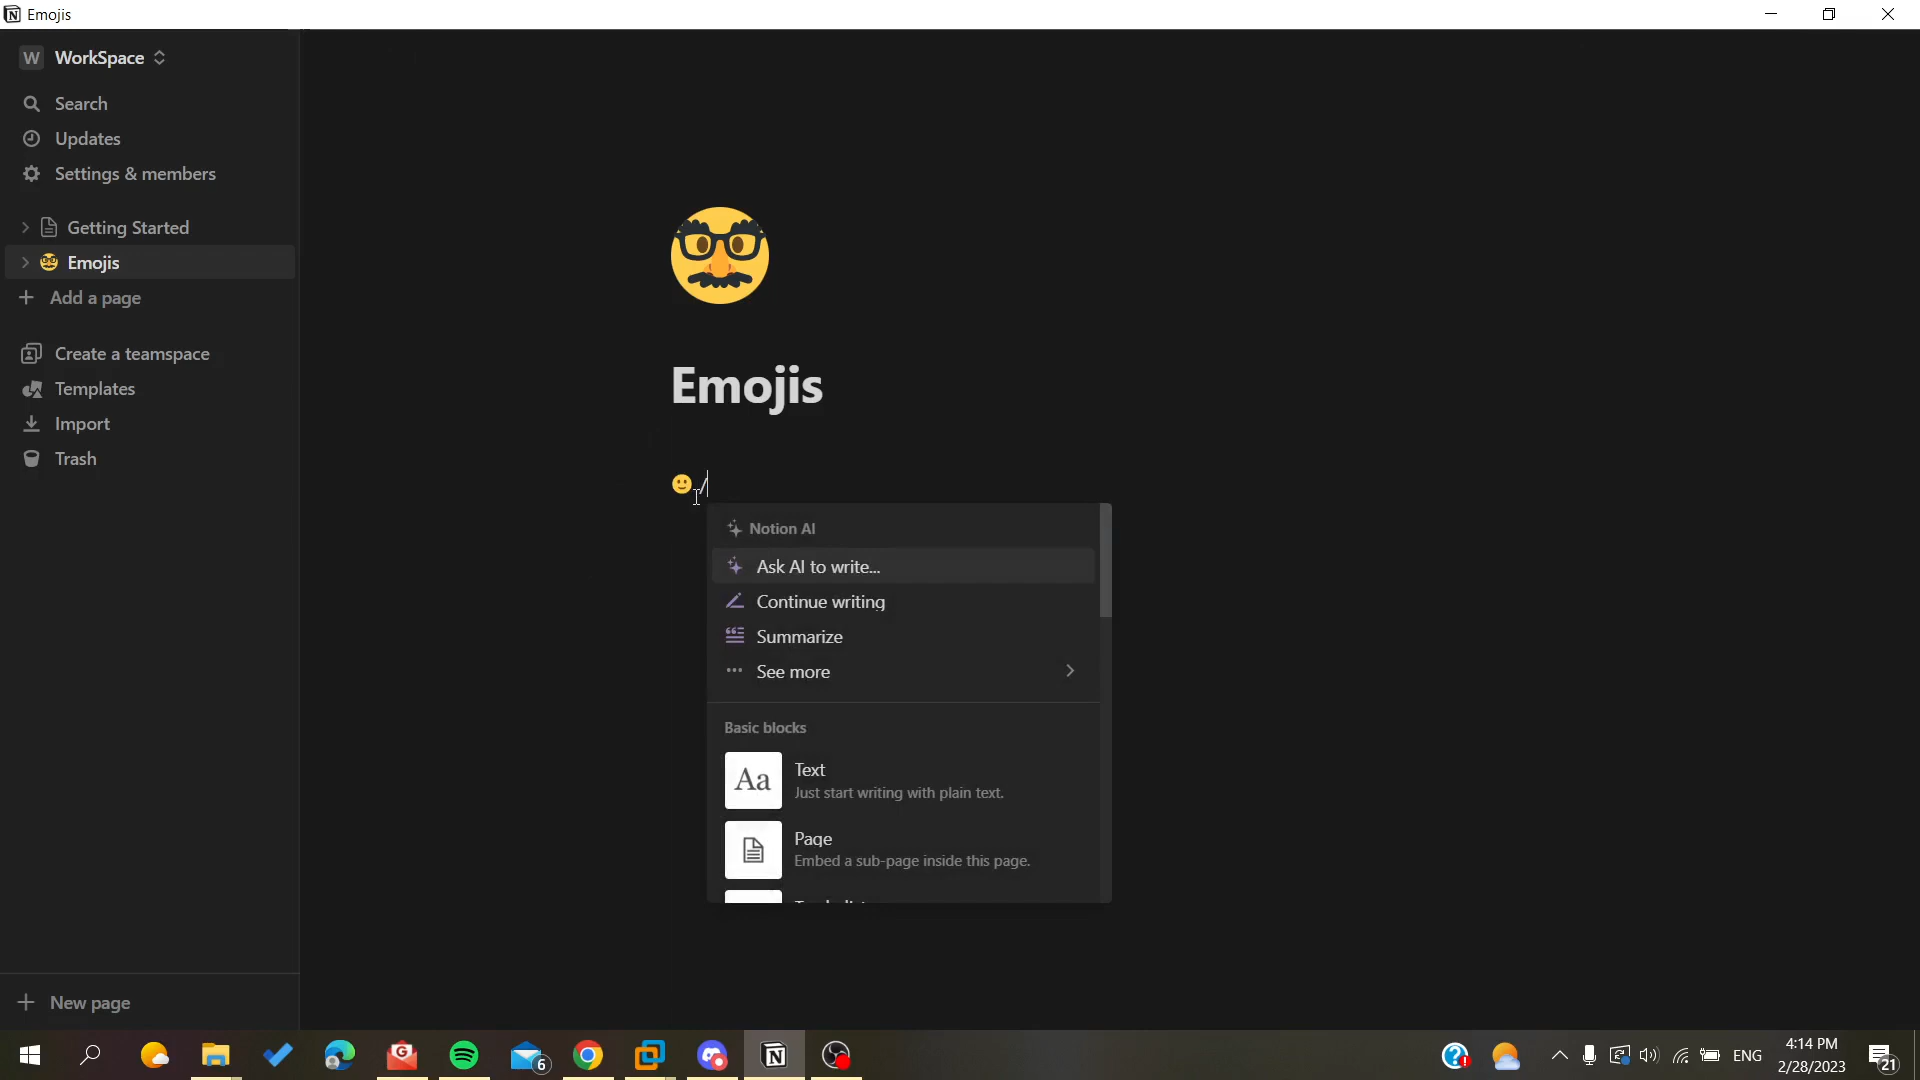 Emojis
W WorkSpace
Search
Updates
Settings & members
Getting Started
Emojis
Add a page
Create a teamspace
Templates
Import
Trash
New page
Emojis
🙂 /
Notion AI
Ask AI to write...
Continue writing
Summarize
See more
Basic blocks
Aa
Text
Just start writing with plain text.
Page
Embed a sub-page inside this page.
6
ENG
4:14 PM
2/28/2023
21